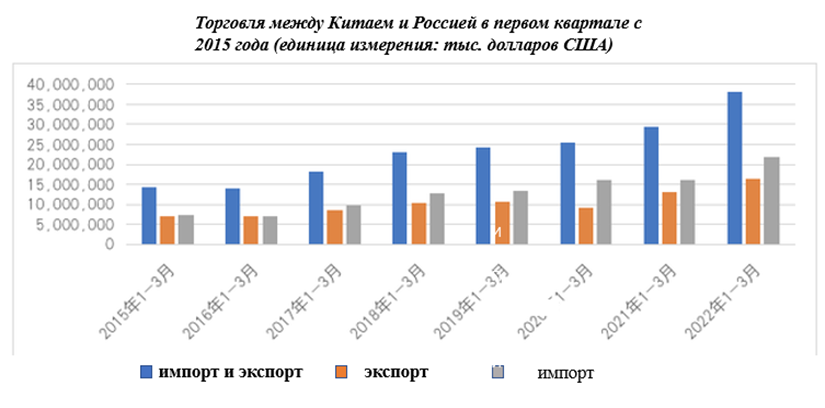 Торговля между Китаем и Россией в первом квартале с
2015 года (единица измерения: тыс. долларов США)
40,000,000
35,000,000
30,000,000
25,000,000
20,000,000
15,000,000
10,000,000
5,000,000
0
и
2015年1-3月
2016年1-3月
2017年1-3月
2018年1-3月
2019年1-3月
1-3月
2021年1-3月
2022年1-3月
импорт и экспорт
экспорт
импорт